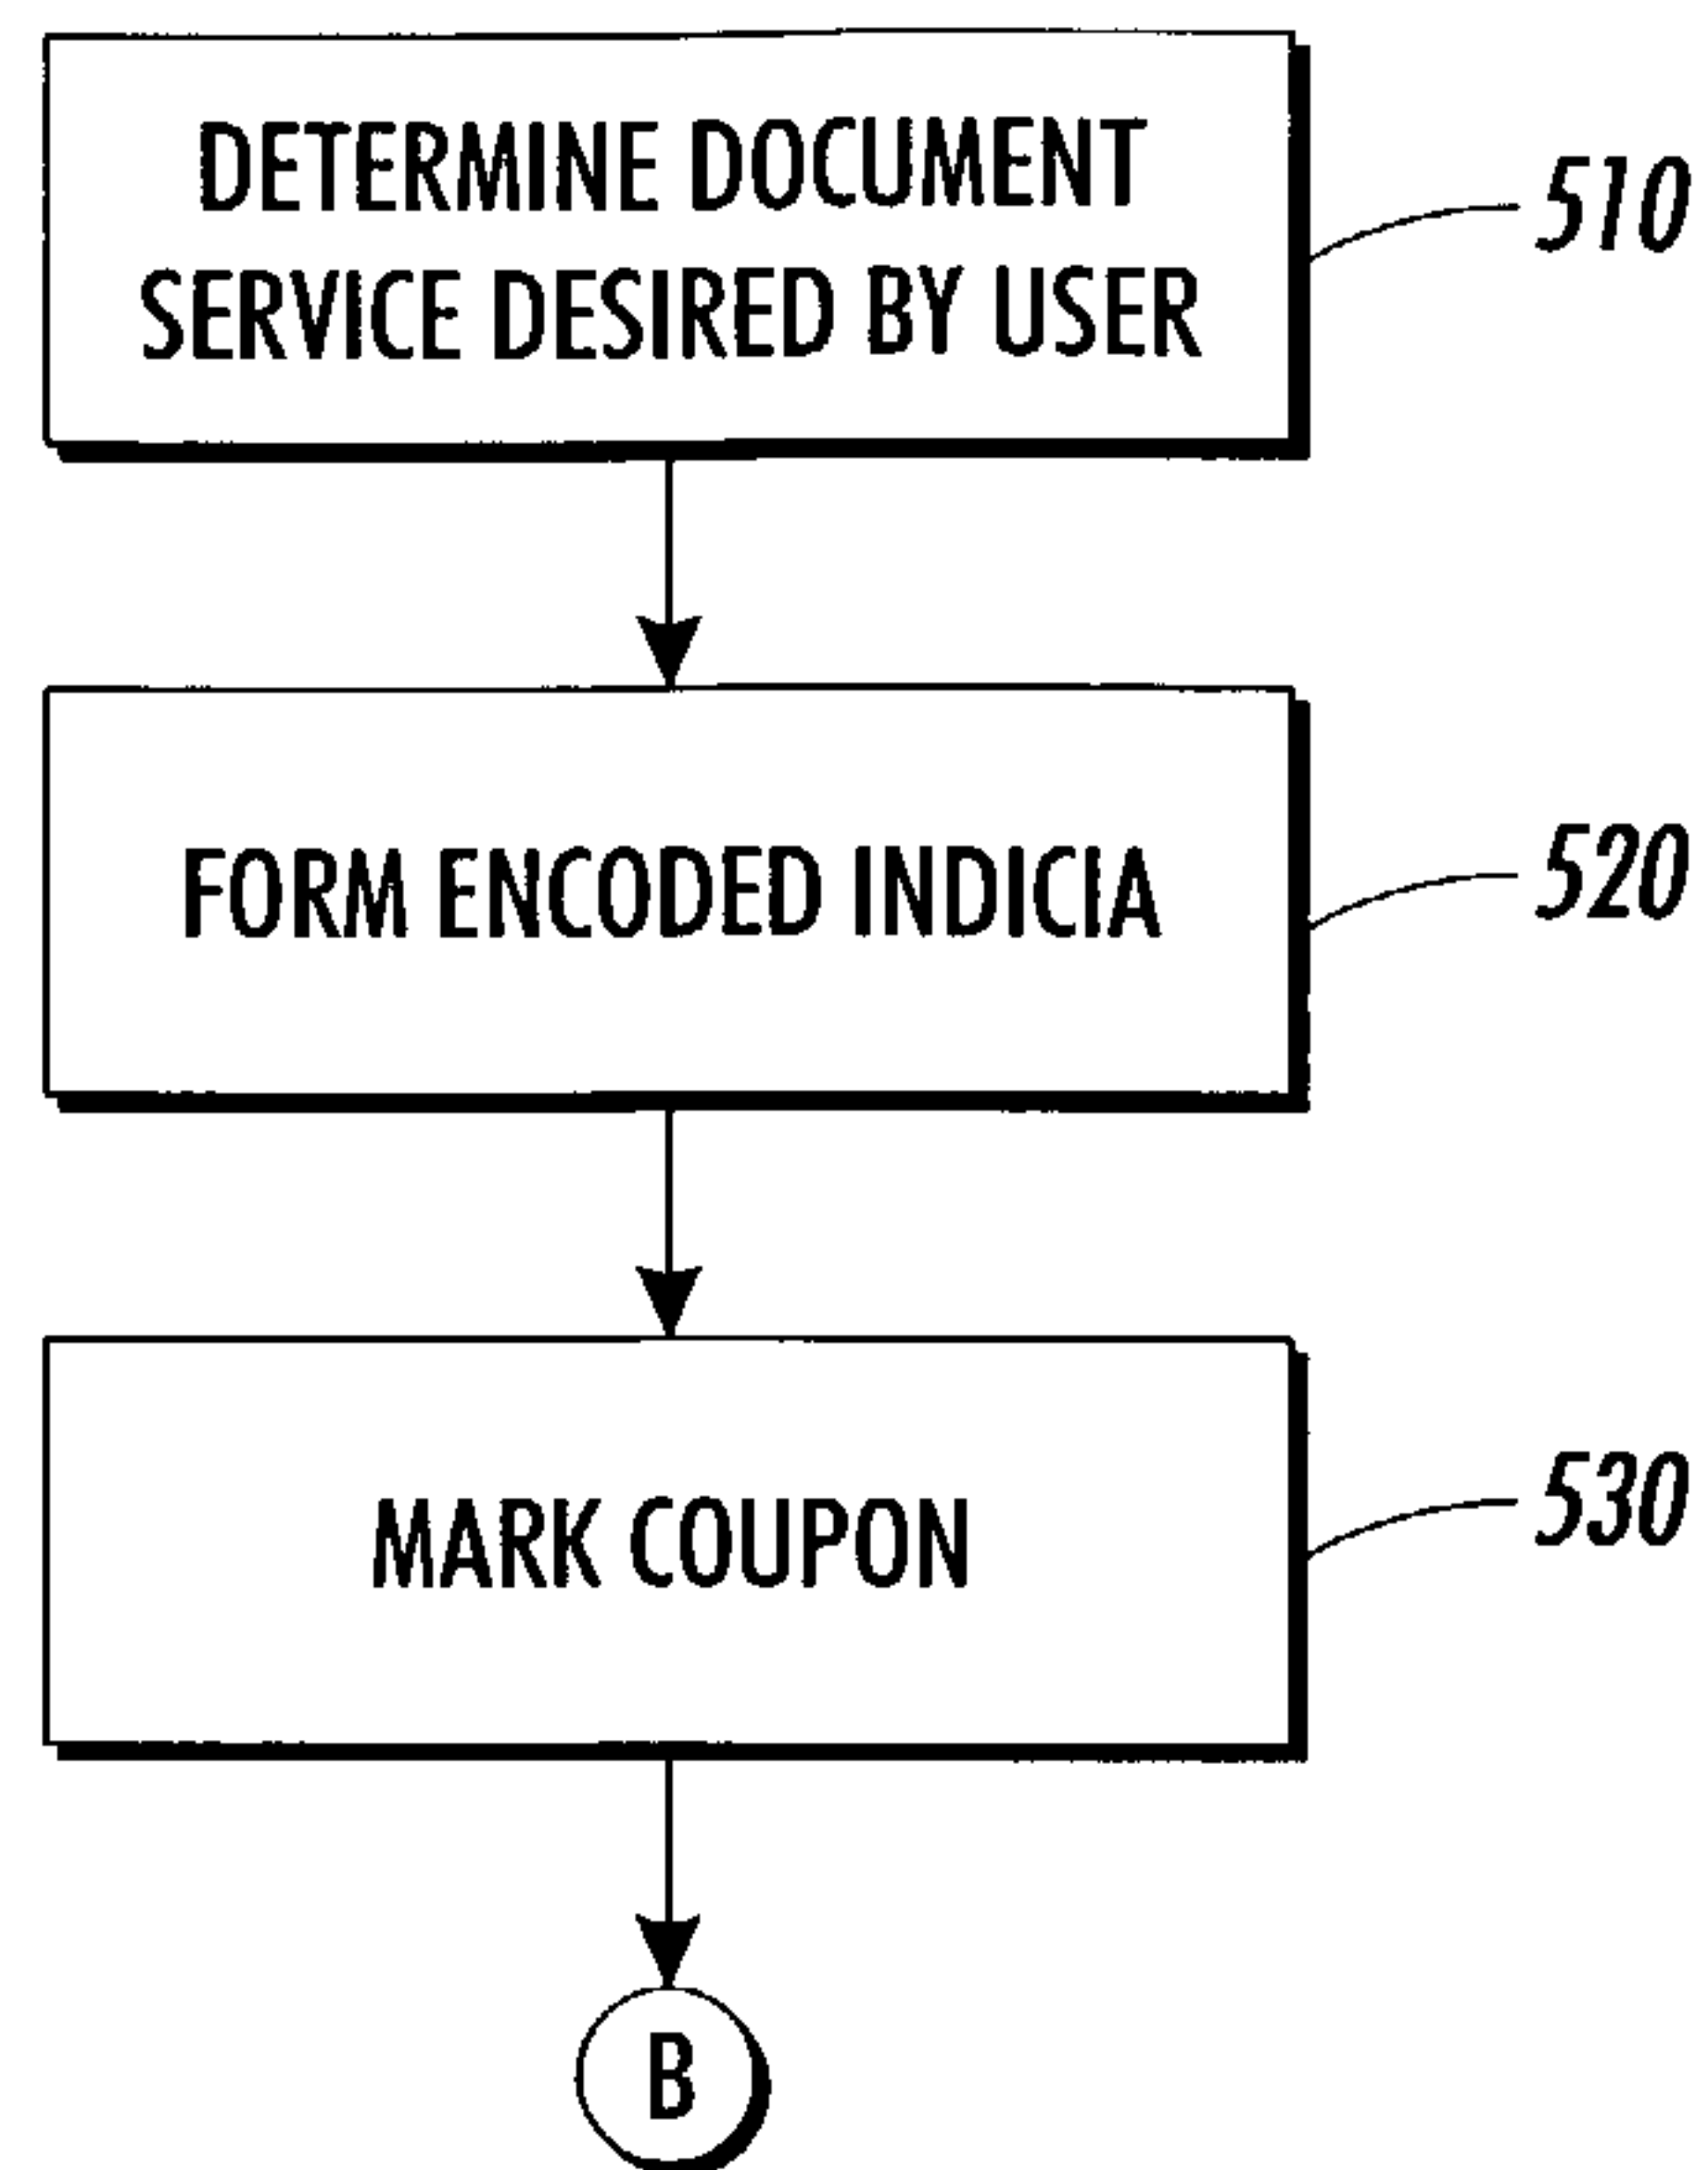 DETERMINE DOCUMENT
SERVICE DESIRED BY USER
510
FORM ENCODED INDICIA
520
MARK COUPON
530
B